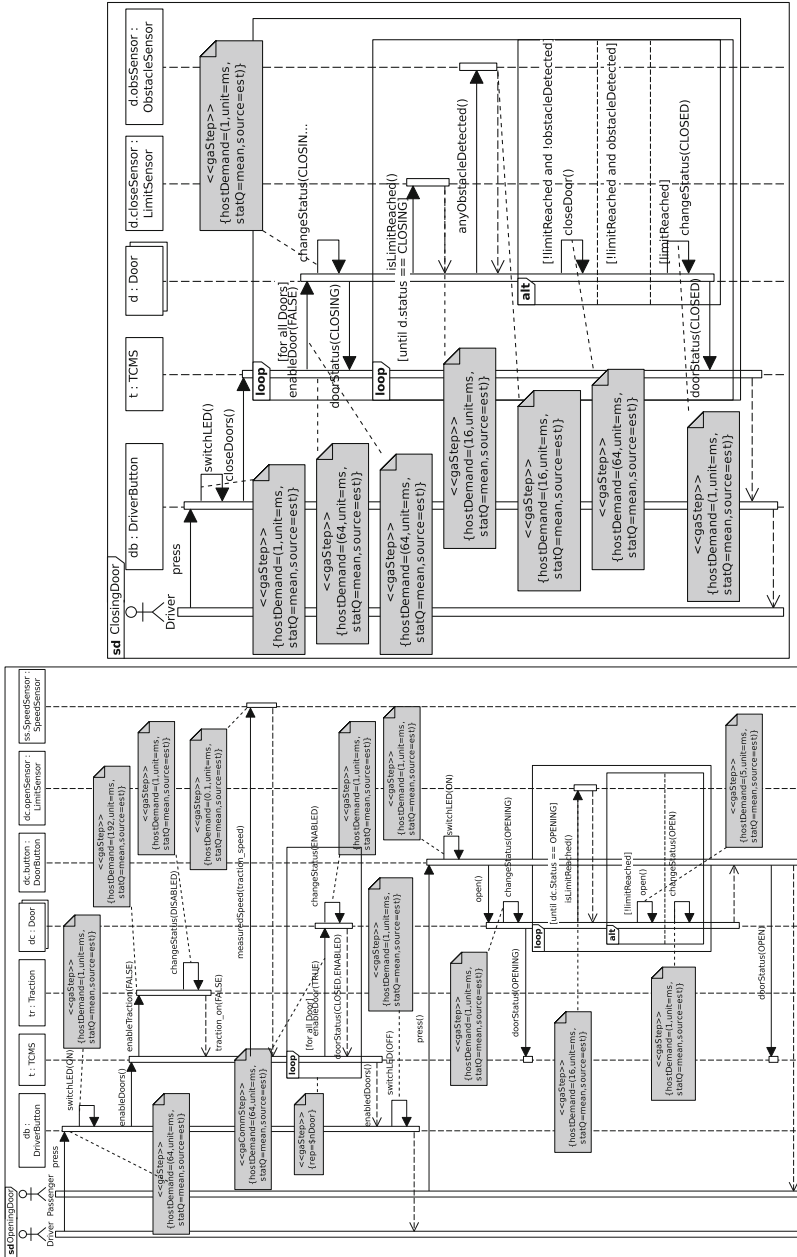 sd ClosingDoor
Driver
db : DriverButton
t : TCMS
d : Door
d.closeSensor :
LimitSensor
d.obsSensor :
ObstacleSensor
press
switchLED()
closeDoors()
<<gaStep>>
{hostDemand=(1,unit=ms,
statQ=mean,source=est)}
loop
[for all Doors]
enableDoor(FALSE)
changeStatus(CLOSIN...
<<gaStep>>
{hostDemand=(1,unit=ms,
statQ=mean,source=est)}
<<gaStep>>
{hostDemand=(64,unit=ms,
statQ=mean,source=est)}
doorStatus(CLOSING)
<<gaStep>>
{hostDemand=(64,unit=ms,
statQ=mean,source=est)}
loop
[until d.status == CLOSING]
isLimitReached()
<<gaStep>>
{hostDemand=(16,unit=ms,
statQ=mean,source=est)}
anyObstacleDetected()
<<gaStep>>
{hostDemand=(16,unit=ms,
statQ=mean,source=est)}
alt
[!limitReached and !obstacleDetected]
closeDoor()
<<gaStep>>
{hostDemand=(64,unit=ms,
statQ=mean,source=est)}
[!limitReached and obstacleDetected]
[limitReached]
changeStatus(CLOSED)
doorStatus(CLOSED)
<<gaStep>>
{hostDemand=(1,unit=ms,
statQ=mean,source=est)}
sd OpeningDoor
Driver
Passenger
db :
DriverButton
t : TCMS
tr : Traction
dc : Door
dc.button :
DoorButton
dc.openSensor :
LimitSensor
ss.SpeedSensor :
SpeedSensor
press
switchLED(ON)
<<gaStep>>
{hostDemand=(1,unit=ms,
statQ=mean,source=est)}
enableDoors()
enableTraction(FALSE)
<<gaStep>>
{hostDemand=(192,unit=ms,
statQ=mean,source=est)}
<<gaStep>>
{hostDemand=(64,unit=ms,
statQ=mean,source=est)}
changeStatus(DISABLED)
<<gaStep>>
{hostDemand=(1,unit=ms,
statQ=mean,source=est)}
traction_on(FALSE)
<<gaStep>>
{hostDemand=(0.1,unit=ms,
statQ=mean,source=est)}
measuredSpeed(traction_speed)
<<gaCommStep>>
{hostDemand=(64,unit=ms,
statQ=mean,source=est)}
loop
[for all Door]
enableDoor(TRUE)
<<gaStep>>
{rep=$nDoor}
changeStatus(ENABLED)
doorStatus(CLOSED,ENABLED)
<<gaStep>>
{hostDemand=(1,unit=ms,
statQ=mean,source=est)}
enabledDoors()
switchLED(OFF)
<<gaStep>>
{hostDemand=(1,unit=ms,
statQ=mean,source=est)}
<<gaStep>>
{hostDemand=(1,unit=ms,
statQ=mean,source=est)}
press()
switchLED(ON)
open()
changeStatus(OPENING)
<<gaStep>>
{hostDemand=(1,unit=ms,
statQ=mean,source=est)}
doorStatus(OPENING)
loop
[until dc.Status == OPENING]
isLimitReached()
<<gaStep>>
{hostDemand=(16,unit=ms,
statQ=mean,source=est)}
alt
[!limitReached]
open()
changeStatus(OPEN)
<<gaStep>>
{hostDemand=(1,unit=ms,
statQ=mean,source=est)}
<<gaStep>>
{hostDemand=(5,unit=ms,
statQ=mean,source=est)}
doorStatus(OPEN)